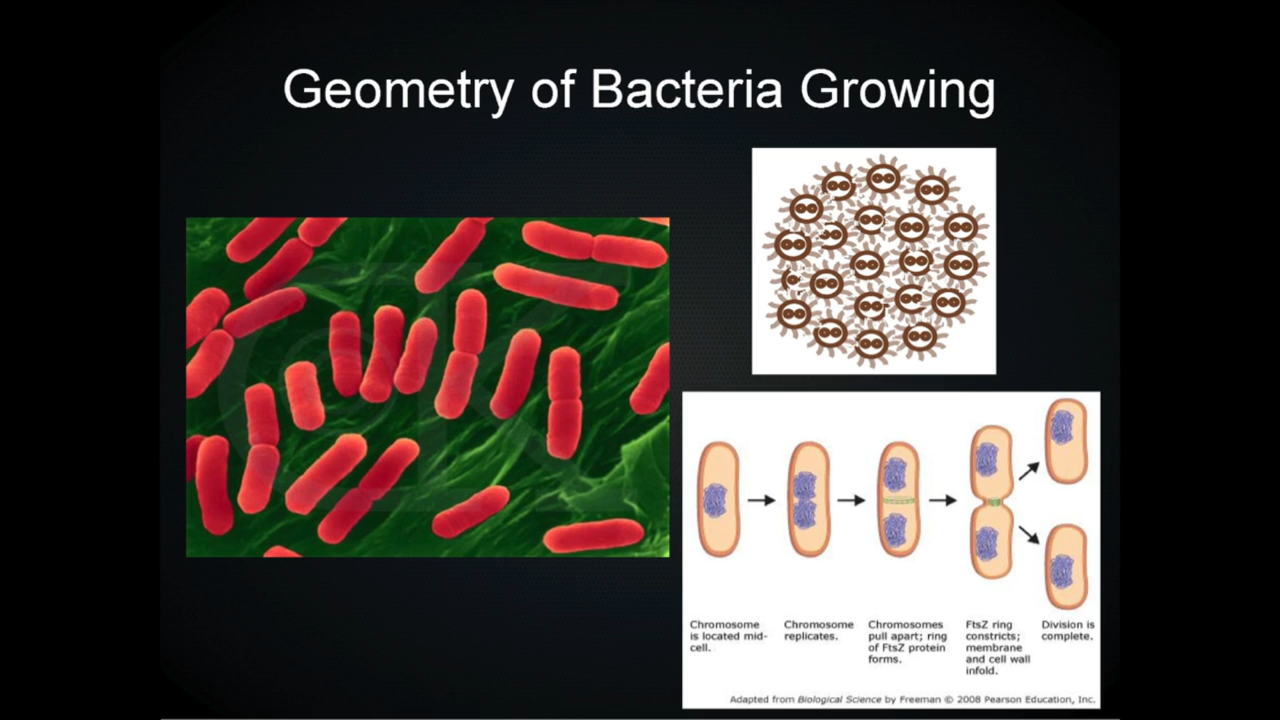 Geometry of Bacteria Growing
Chromosome
is located mid-
cell.
Chromosome
replicates.
Chromosomes
pull apart; ring
of FtsZ protein
forms.
FtsZ ring
constricts;
membrane
and cell wall
infold.
Division is
complete.
Adapted from Biological Science by Freeman © 2008 Pearson Education, Inc.